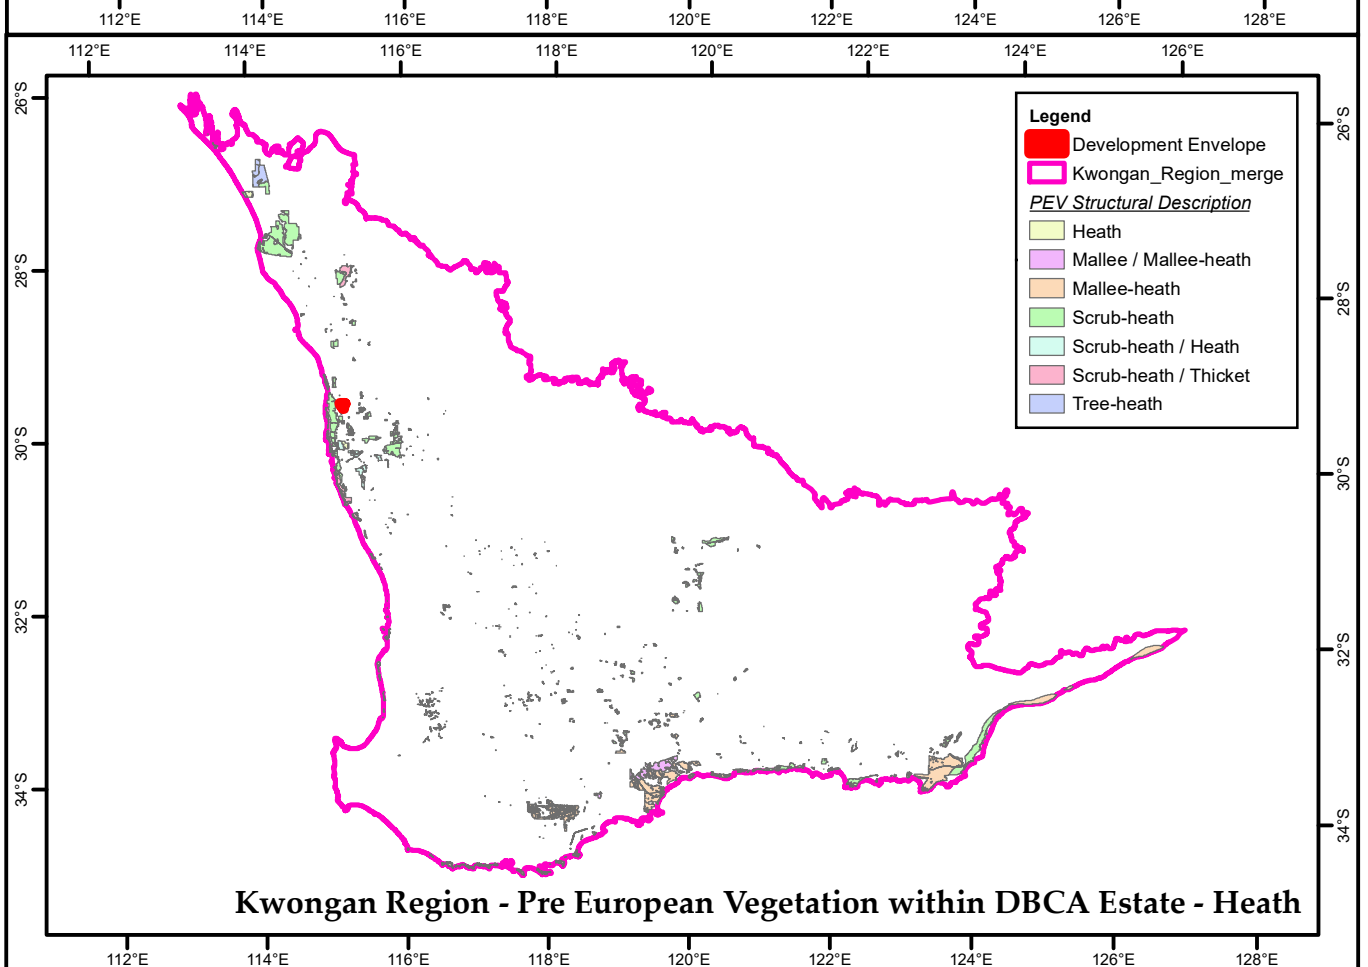 114°E 116°E 118°E 120°E 122°E 124°E 126°E 128°E
112°E 114°E 116°E 118°E 120°E 122°E 124°E 126°E
26°S
28°S
30°S
32°S
34°S
26°S
28°S
30°S
32°S
34°S
Legend
Development Envelope
Kwongan_Region_merge
PEV Structural Description
Heath
Mallee / Mallee-heath
Mallee-heath
Scrub-heath
Scrub-heath / Heath
Scrub-heath / Thicket
Tree-heath
Kwongan Region - Pre European Vegetation within DBCA Estate - Heath
112°E 114°E 116°E 118°E 120°E 122°E 124°E 126°E 128°E